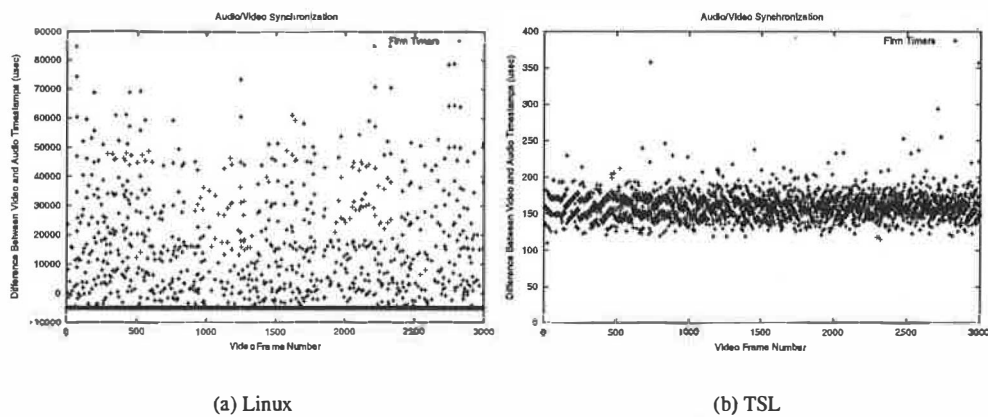 Audio/Video Synchronization
Firm Timers
Difference Between Video and Audio Timestamps (usec)
90000
80000
70000
60000
50000
40000
30000
20000
10000
0
-10000
0 500 1000 1500 2000 2500 3000
Video Frame Number
(a) Linux
Audio/Video Synchronization
Firm Timers
Difference Between Video and Audio Timestamps (usec)
400
350
300
250
200
150
100
50
0
0 500 1000 1500 2000 2500 3000
Video Frame Number
(b) TSL